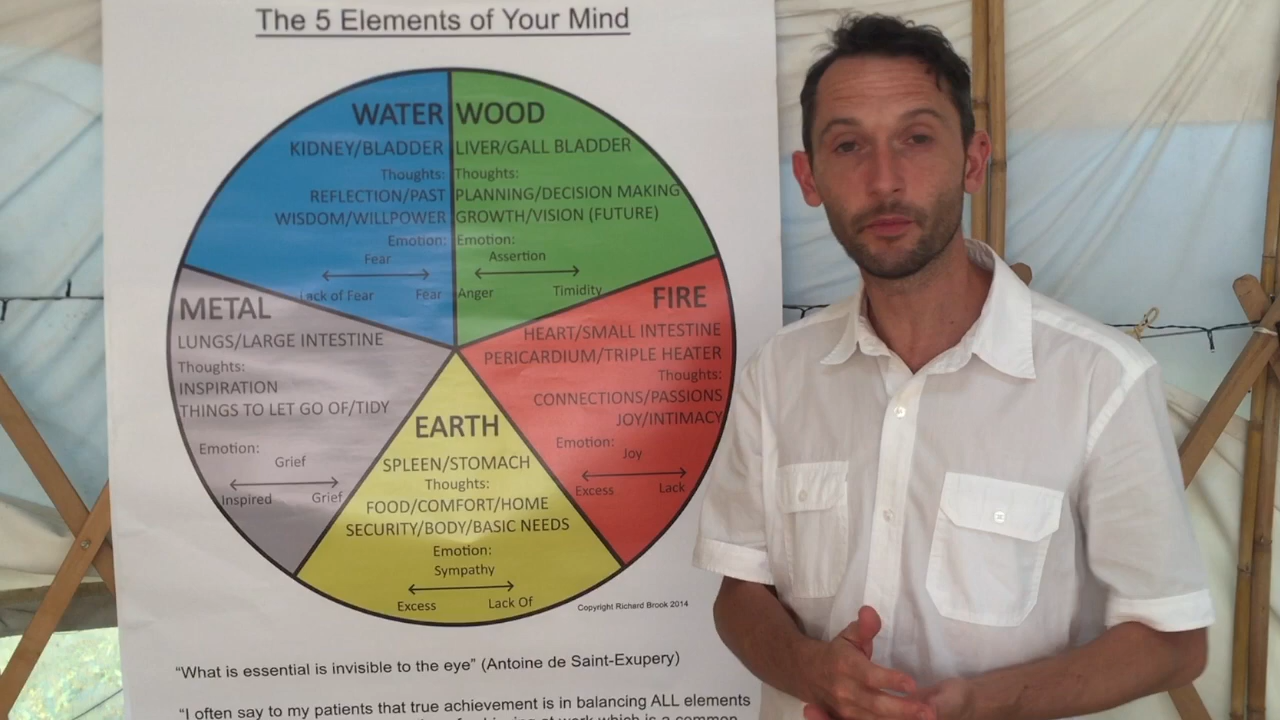 The 5 Elements of Your Mind
WATER
KIDNEY/BLADDER
Thoughts:
REFLECTION/PAST
WISDOM/WILLPOWER
Emotion:
Fear
Lack of Fear Fear
WOOD
LIVER/GALL BLADDER
Thoughts:
PLANNING/DECISION MAKING
GROWTH/VISION (FUTURE)
Emotion:
Assertion
Anger Timidity
METAL
LUNGS/LARGE INTESTINE
Thoughts:
INSPIRATION
THINGS TO LET GO OF/TIDY
Emotion:
Grief
Inspired Grief
FIRE
HEART/SMALL INTESTINE
PERICARDIUM/TRIPLE HEATER
Thoughts:
CONNECTIONS/PASSIONS
JOY/INTIMACY
Emotion:
Joy
Excess Lack
EARTH
SPLEEN/STOMACH
Thoughts:
FOOD/COMFORT/HOME
SECURITY/BODY/BASIC NEEDS
Emotion:
Sympathy
Excess Lack Of
Copyright Richard Brook 2014
“What is essential is invisible to the eye” (Antoine de Saint-Exupery)
“I often say to my patients that true achievement is in balancing ALL elements
at work which is a common